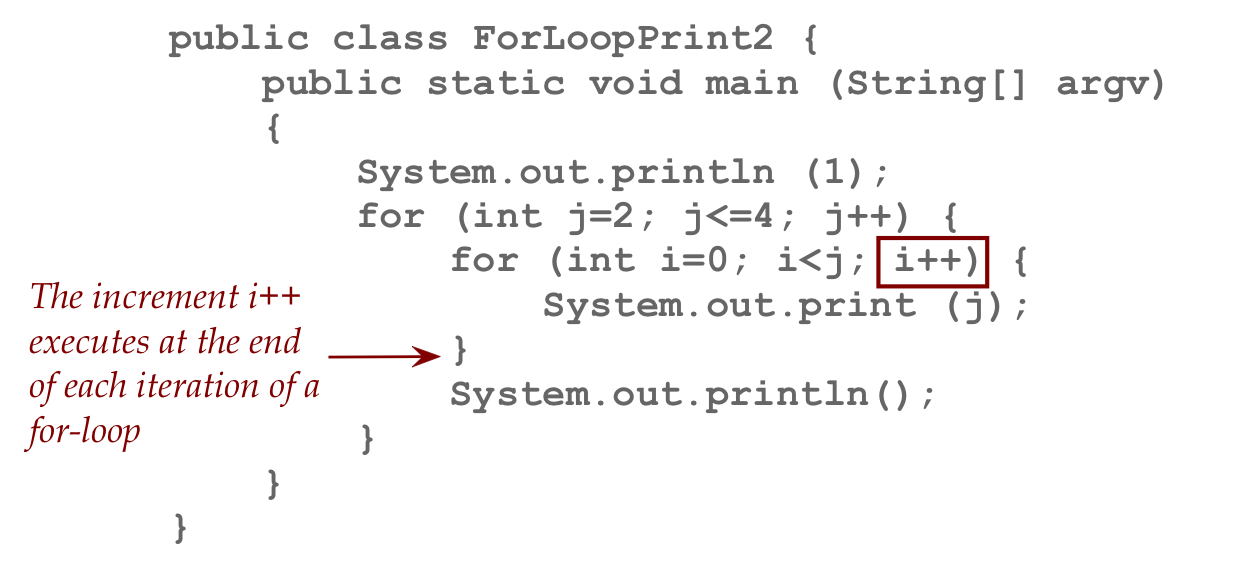 public class ForLoopPrint2 {
public static void main (String[] argv)
{
System.out.println (1);
for (int j=2; j<=4; j++) {
for (int i=0; i<j; i++) {
System.out.print (j);
}
System.out.println();
}
}
}
The increment i++
executes at the end
of each iteration of a
for-loop